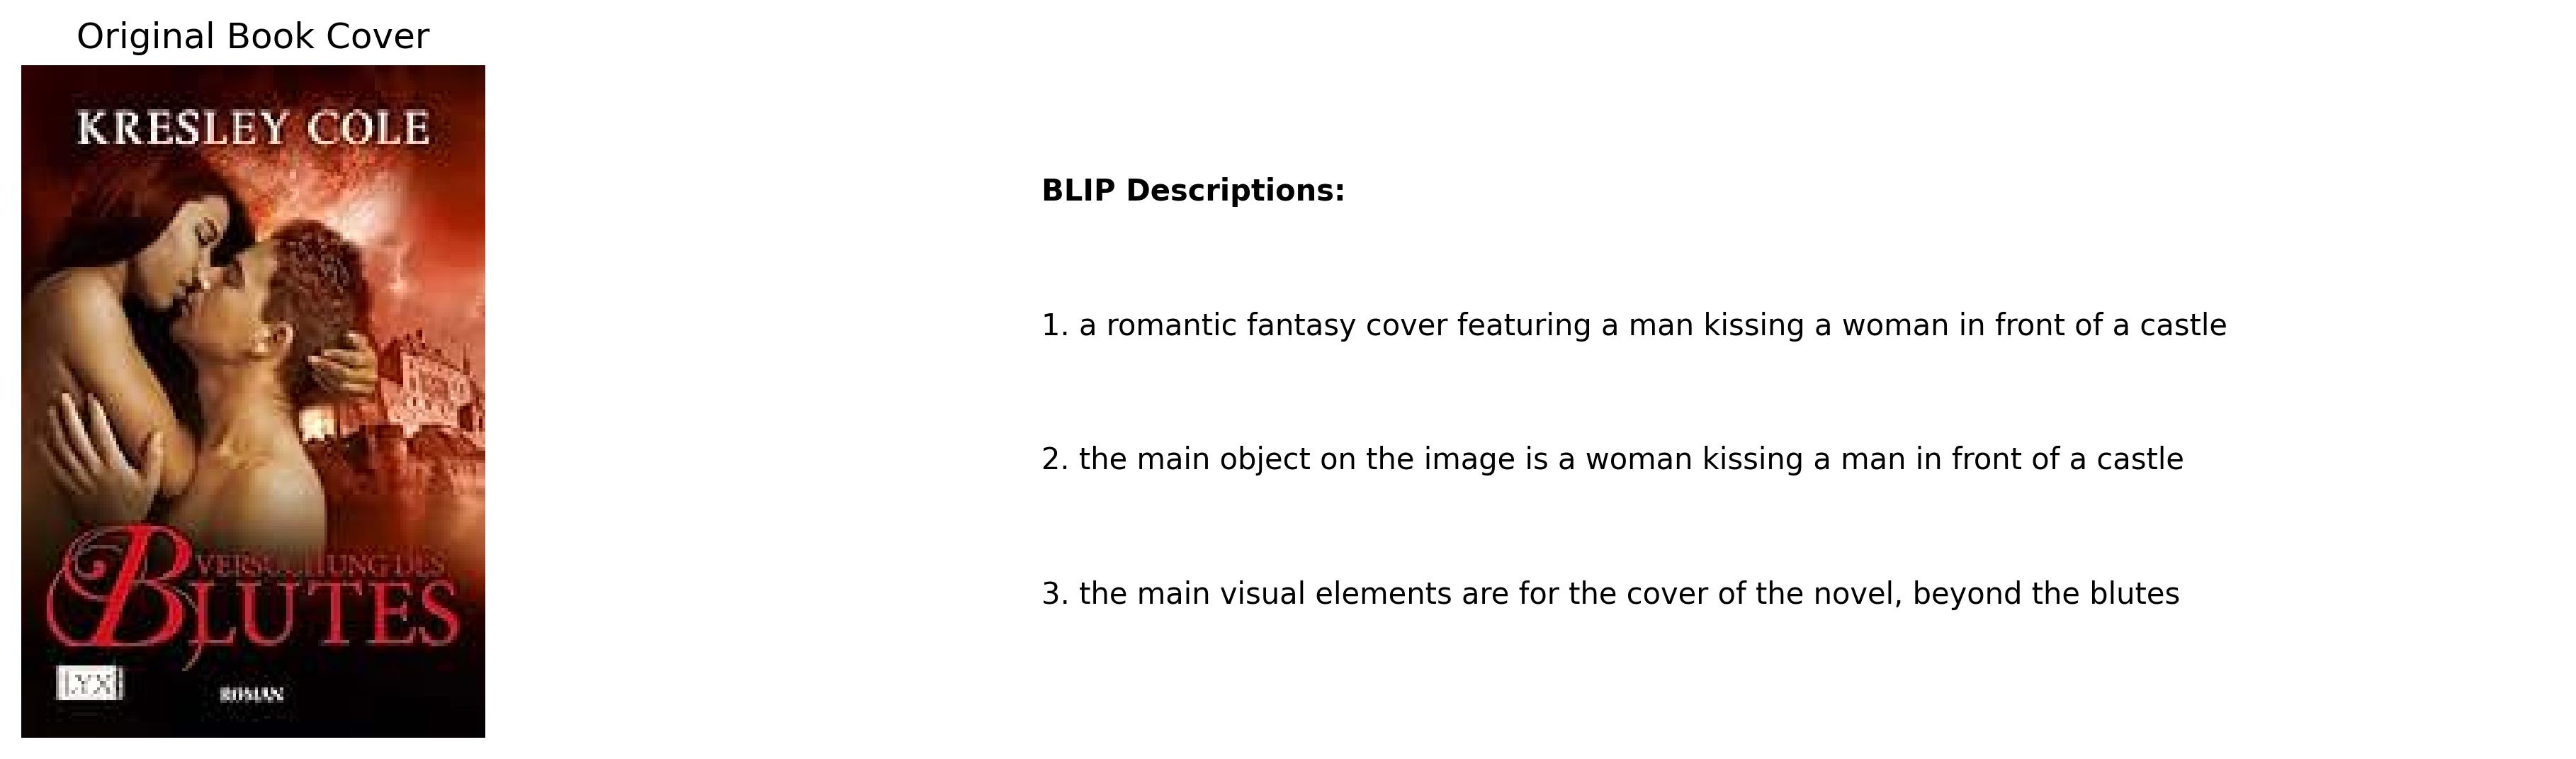 Original Book Cover
KRESLEY COLE
VERSUCHUNG DES
BLUTES
LYX
ROMAN
BLIP Descriptions:
1. a romantic fantasy cover featuring a man kissing a woman in front of a castle
2. the main object on the image is a woman kissing a man in front of a castle
3. the main visual elements are for the cover of the novel, beyond the blutes